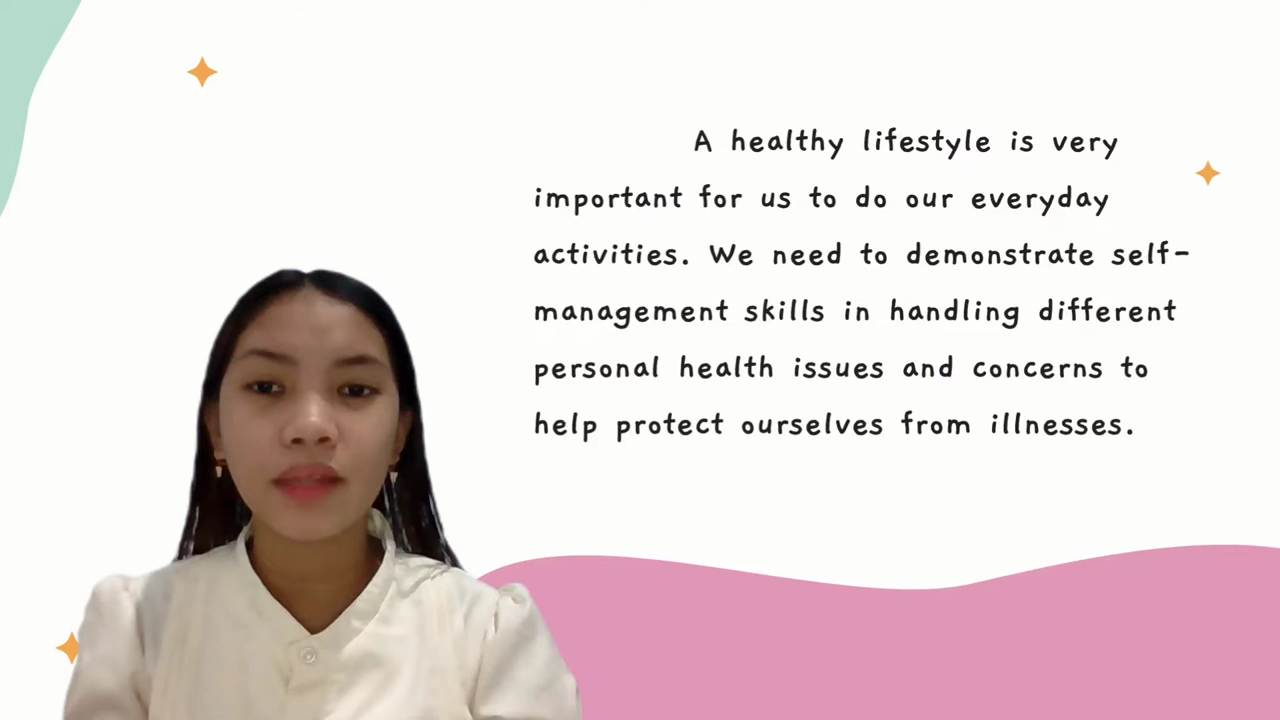 A healthy lifestyle is very
important for us to do our everyday
activities. We need to demonstrate self-
management skills in handling different
personal health issues and concerns to
help protect ourselves from illnesses.